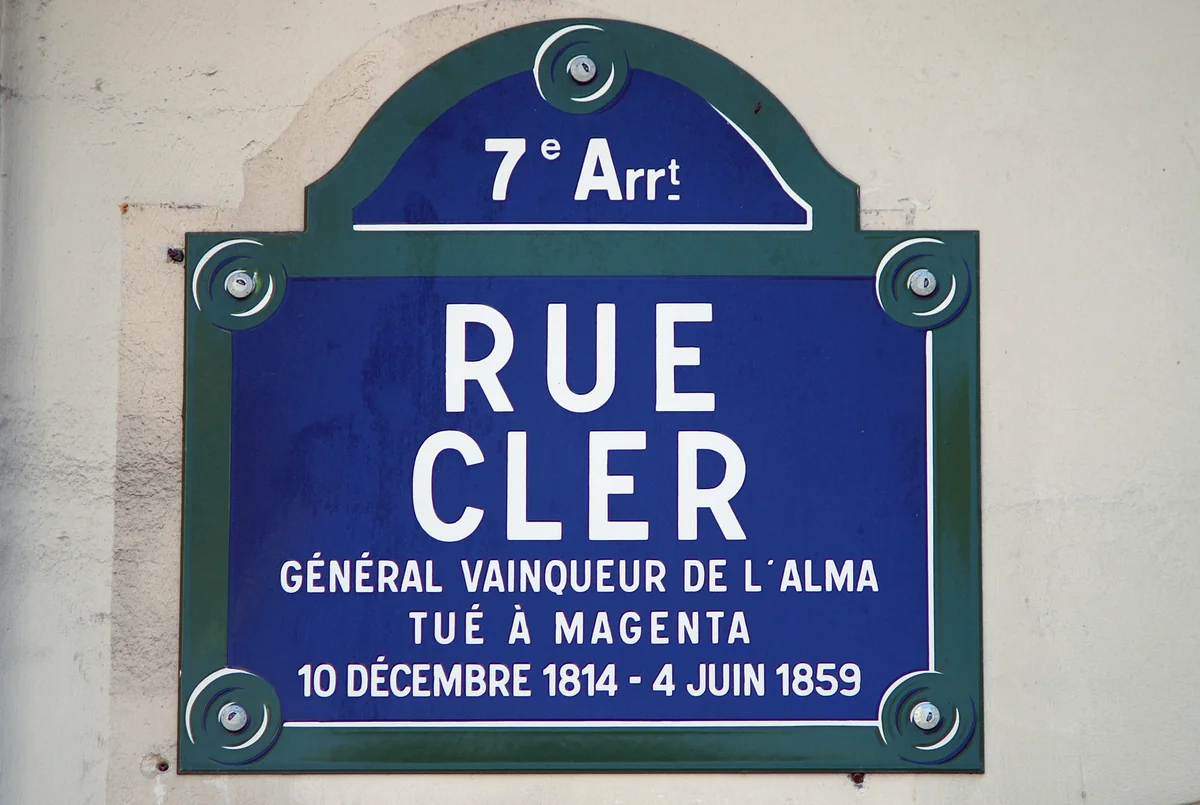 7e Arrt
RUE
CLER
GÉNÉRAL VAINQUEUR DE L'ALMA
TUÉ À MAGENTA
10 DÉCEMBRE 1814 - 4 JUIN 1859